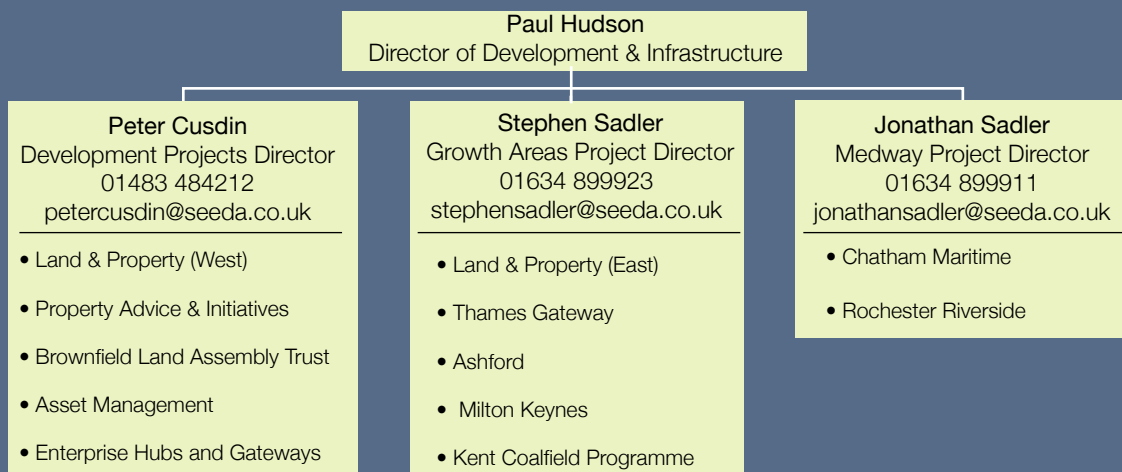 Paul Hudson
Director of Development & Infrastructure
Peter Cusdin
Development Projects Director
01483 484212
petercusdin@seeda.co.uk
• Land & Property (West)
• Property Advice & Initiatives
• Brownfield Land Assembly Trust
• Asset Management
• Enterprise Hubs and Gateways
Stephen Sadler
Growth Areas Project Director
01634 899923
stephensadler@seeda.co.uk
• Land & Property (East)
• Thames Gateway
• Ashford
• Milton Keynes
• Kent Coalfield Programme
Jonathan Sadler
Medway Project Director
01634 899911
jonathansadler@seeda.co.uk
• Chatham Maritime
• Rochester Riverside